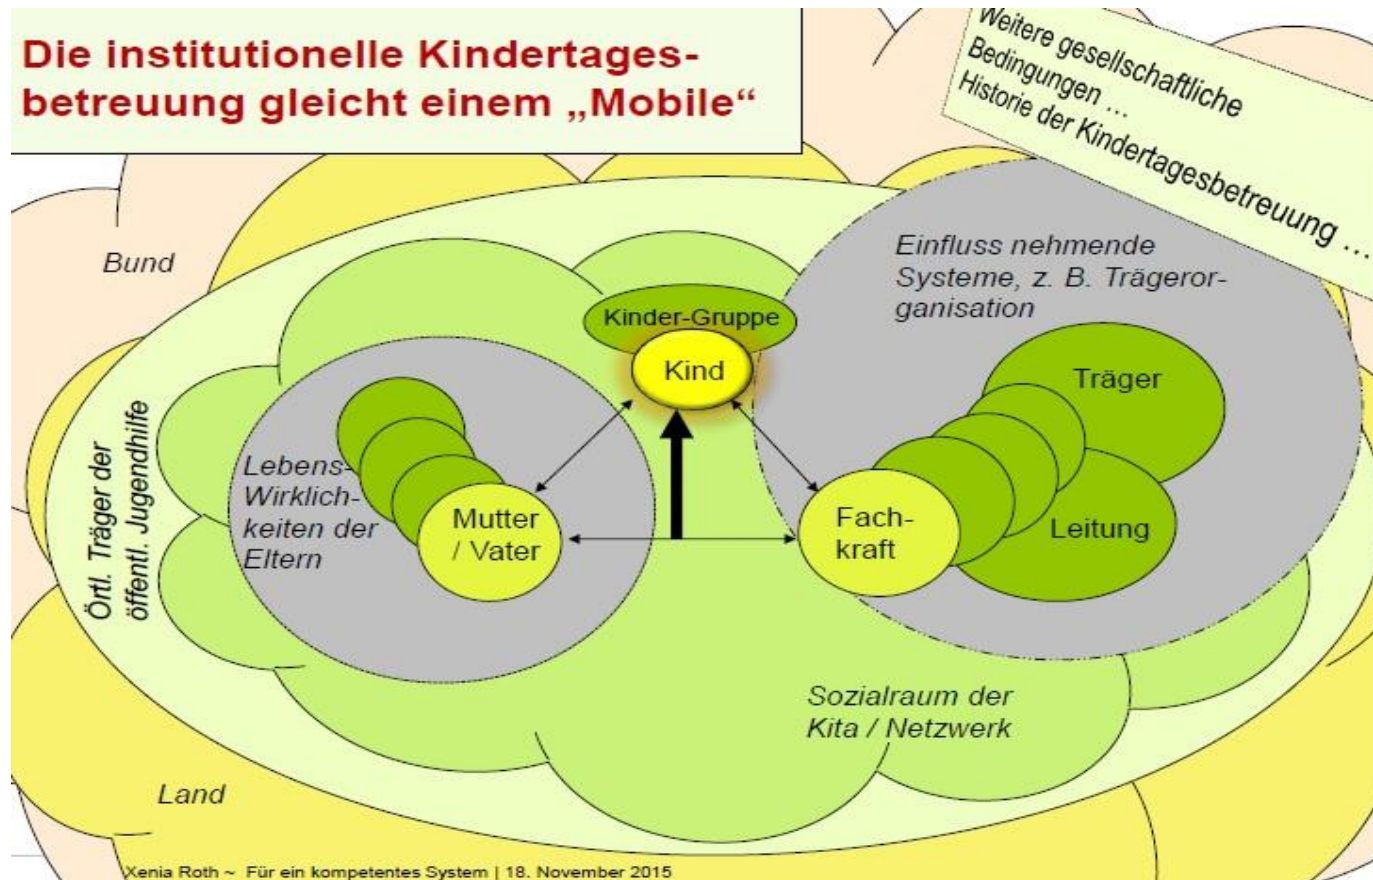 Die institutionelle Kindertages-
betreuung gleicht einem „Mobile“
Weitere gesellschaftliche
Bedingungen …
Historie der Kindertagesbetreuung …
Bund
Einfluss nehmende
Systeme, z. B. Trägeror-
ganisation
Kinder-Gruppe
Kind
Träger
Örtl. Träger der
öffentl. Jugendhilfe
Lebens-
Wirklich-
keiten der
Eltern
Mutter
/ Vater
Fach-
kraft
Leitung
Sozialraum der
Kita / Netzwerk
Land
Xenia Roth ~ Für ein kompetentes System | 18. November 2015